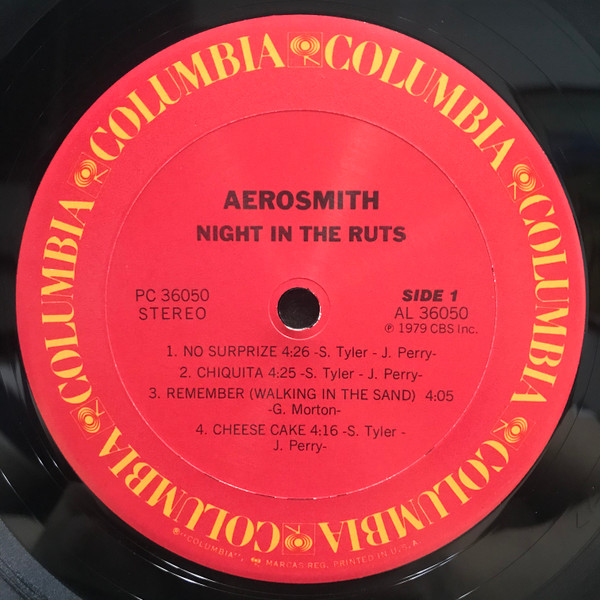 COLUMBIA COLUMBIA COLUMBIA COLUMBIA COLUMBIA COLUMBIA COLUMBIA COLUMBIA
AEROSMITH
NIGHT IN THE RUTS
PC 36050 SIDE 1
STEREO AL 36050
℗ 1979 CBS Inc.
1. NO SURPRIZE 4:26 -S. Tyler - J. Perry-
2. CHIQUITA 4:25 -S. Tyler - J. Perry-
3. REMEMBER (WALKING IN THE SAND) 4:05
-G. Morton-
4. CHEESE CAKE 4:16 -S. Tyler -
J. Perry-
® "COLUMBIA", MARCAS REG. PRINTED IN U.S.A.